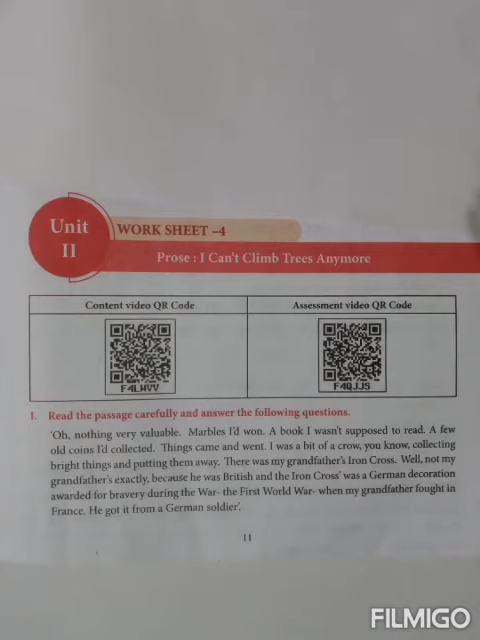 Unit
II
WORK SHEET –4
Prose : I Can't Climb Trees Anymore
Content video QR Code
Assessment video QR Code
F4LWVV
F4QJJS
I. Read the passage carefully and answer the following questions.
'Oh, nothing very valuable. Marbles I'd won. A book I wasn't supposed to read. A few
old coins I'd collected. Things came and went. I was a bit of a crow, you know, collecting
bright things and putting them away. There was my grandfather's Iron Cross. Well, not my
grandfather's exactly, because he was British and the Iron Cross' was a German decoration
awarded for bravery during the War- the First World War- when my grandfather fought in
France. He got it from a German soldier'.
11
FILMIGO